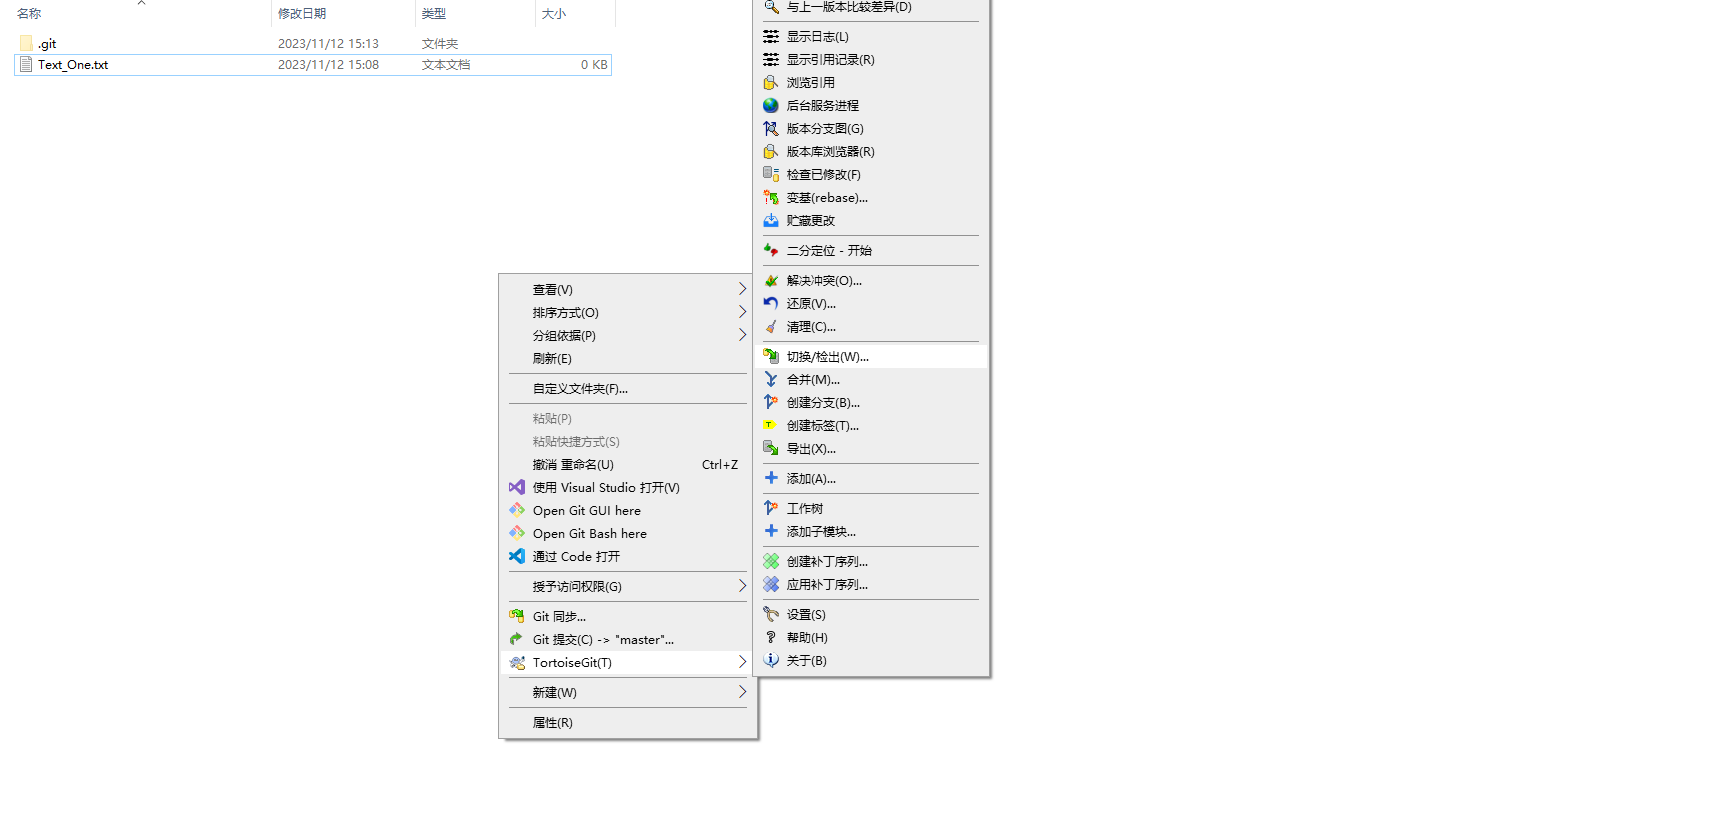 名称 修改日期 类型 大小
.git 2023/11/12 15:13 文件夹
Text_One.txt 2023/11/12 15:08 文本文档 0 KB
查看(V)
排序方式(O)
分组依据(P)
刷新(E)
自定义文件夹(F)...
粘贴(P)
粘贴快捷方式(S)
撤消 重命名(U) Ctrl+Z
使用 Visual Studio 打开(V)
Open Git GUI here
Open Git Bash here
通过 Code 打开
授予访问权限(G)
Git 同步...
Git 提交(C) -> "master"...
TortoiseGit(T)
新建(W)
属性(R)
与上一版本比较差异(D)
显示日志(L)
显示引用记录(R)
浏览引用
后台服务进程
版本分支图(G)
版本库浏览器(R)
检查已修改(F)
变基(rebase)...
贮藏更改
二分定位 - 开始
解决冲突(O)...
还原(V)...
清理(C)...
切换/检出(W)...
合并(M)...
创建分支(B)...
创建标签(T)...
导出(X)...
添加(A)...
工作树
添加子模块...
创建补丁序列...
应用补丁序列...
设置(S)
帮助(H)
关于(B)